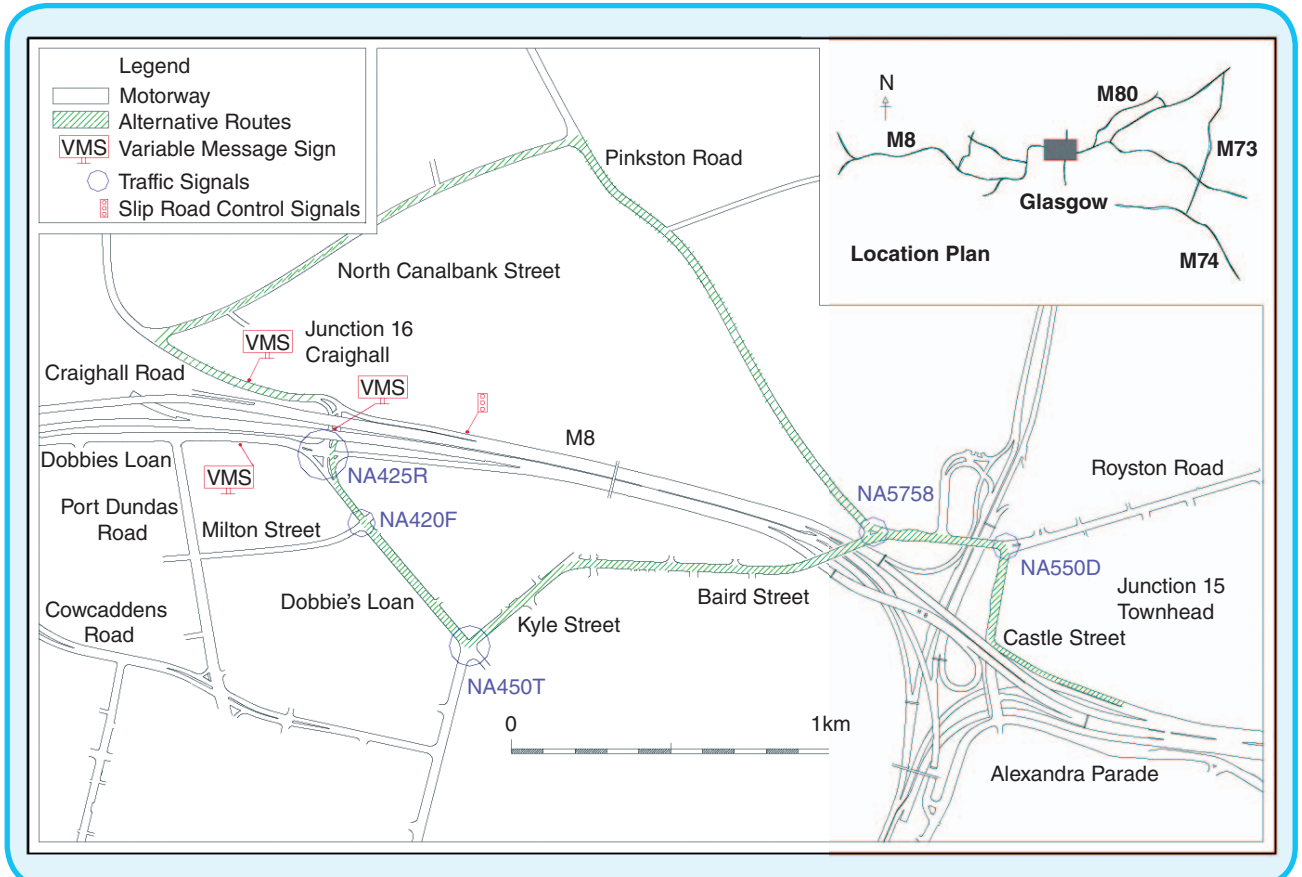 Legend
Motorway
Alternative Routes
VMS Variable Message Sign
Traffic Signals
Slip Road Control Signals
Pinkston Road
North Canalbank Street
N
M80
M8
M73
Glasgow
Location Plan
M74
VMS
Junction 16
Craighall
Craighall Road
VMS
M8
Dobbies Loan
VMS
NA425R
Port Dundas
Road
Milton Street
NA420F
NA5758
Royston Road
NA550D
Junction 15
Townhead
Cowcaddens
Road
Dobbie's Loan
Kyle Street
Baird Street
Castle Street
NA450T
0 1km
Alexandra Parade